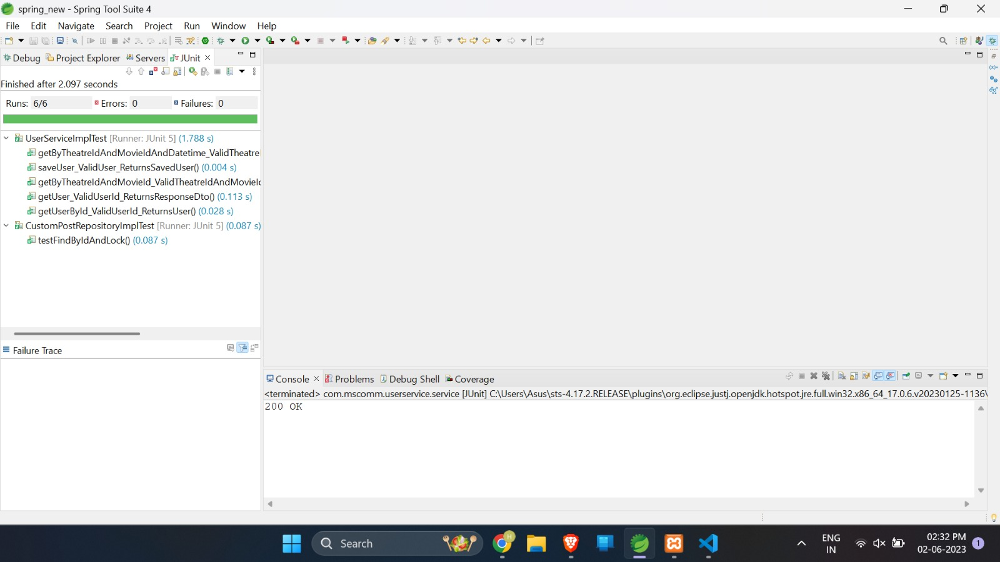 spring_new - Spring Tool Suite 4
File Edit Navigate Search Project Run Window Help
Debug Project Explorer Servers JUnit
Finished after 2.097 seconds
Runs: 6/6 Errors: 0 Failures: 0
UserServiceImplTest [Runner: JUnit 5] (1.788 s)
getByTheatreIdAndMovieIdAndDatetime_ValidTheatreI
saveUser_ValidUser_ReturnsSavedUser() (0.004 s)
getByTheatreIdAndMovieId_ValidTheatreIdAndMovieId
getUser_ValidUserId_ReturnsResponseDto() (0.113 s)
getUserById_ValidUserId_ReturnsUser() (0.028 s)
CustomPostRepositoryImplTest [Runner: JUnit 5] (0.087 s)
testFindByIdAndLock() (0.087 s)
Failure Trace
Console Problems Debug Shell Coverage
<terminated> com.mscomm.userservice.service [JUnit] C:\Users\Asus\sts-4.17.2.RELEASE\plugins\org.eclipse.justj.openjdk.hotspot.jre.full.win32.x86_64_17.0.6.v20230125-1136\
200 OK
Search
H
ENG
IN
02:32 PM
02-06-2023
1